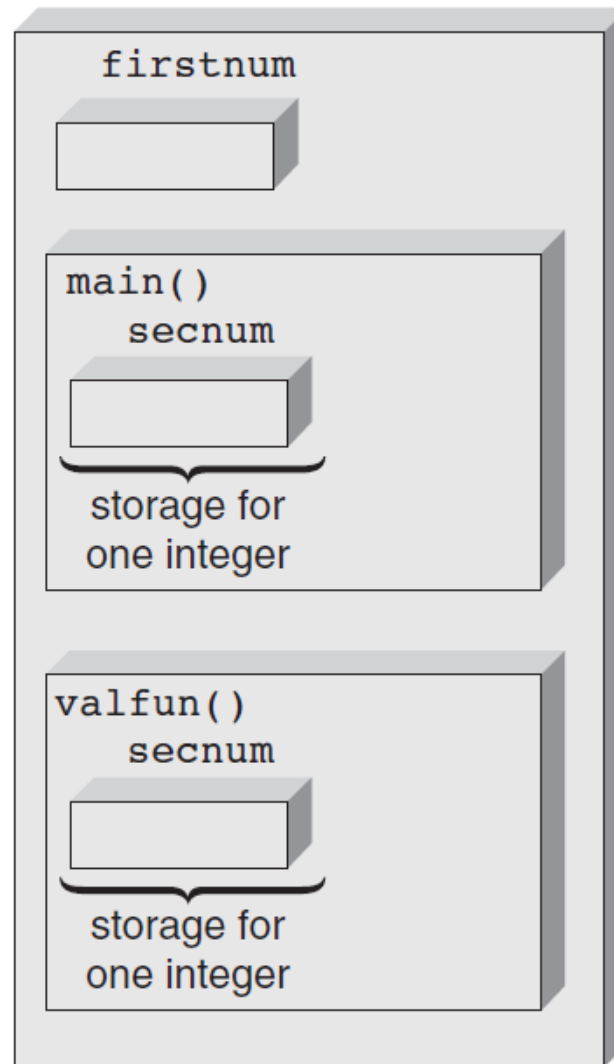 firstnum
main()
secnum
storage for
one integer
valfun()
secnum
storage for
one integer